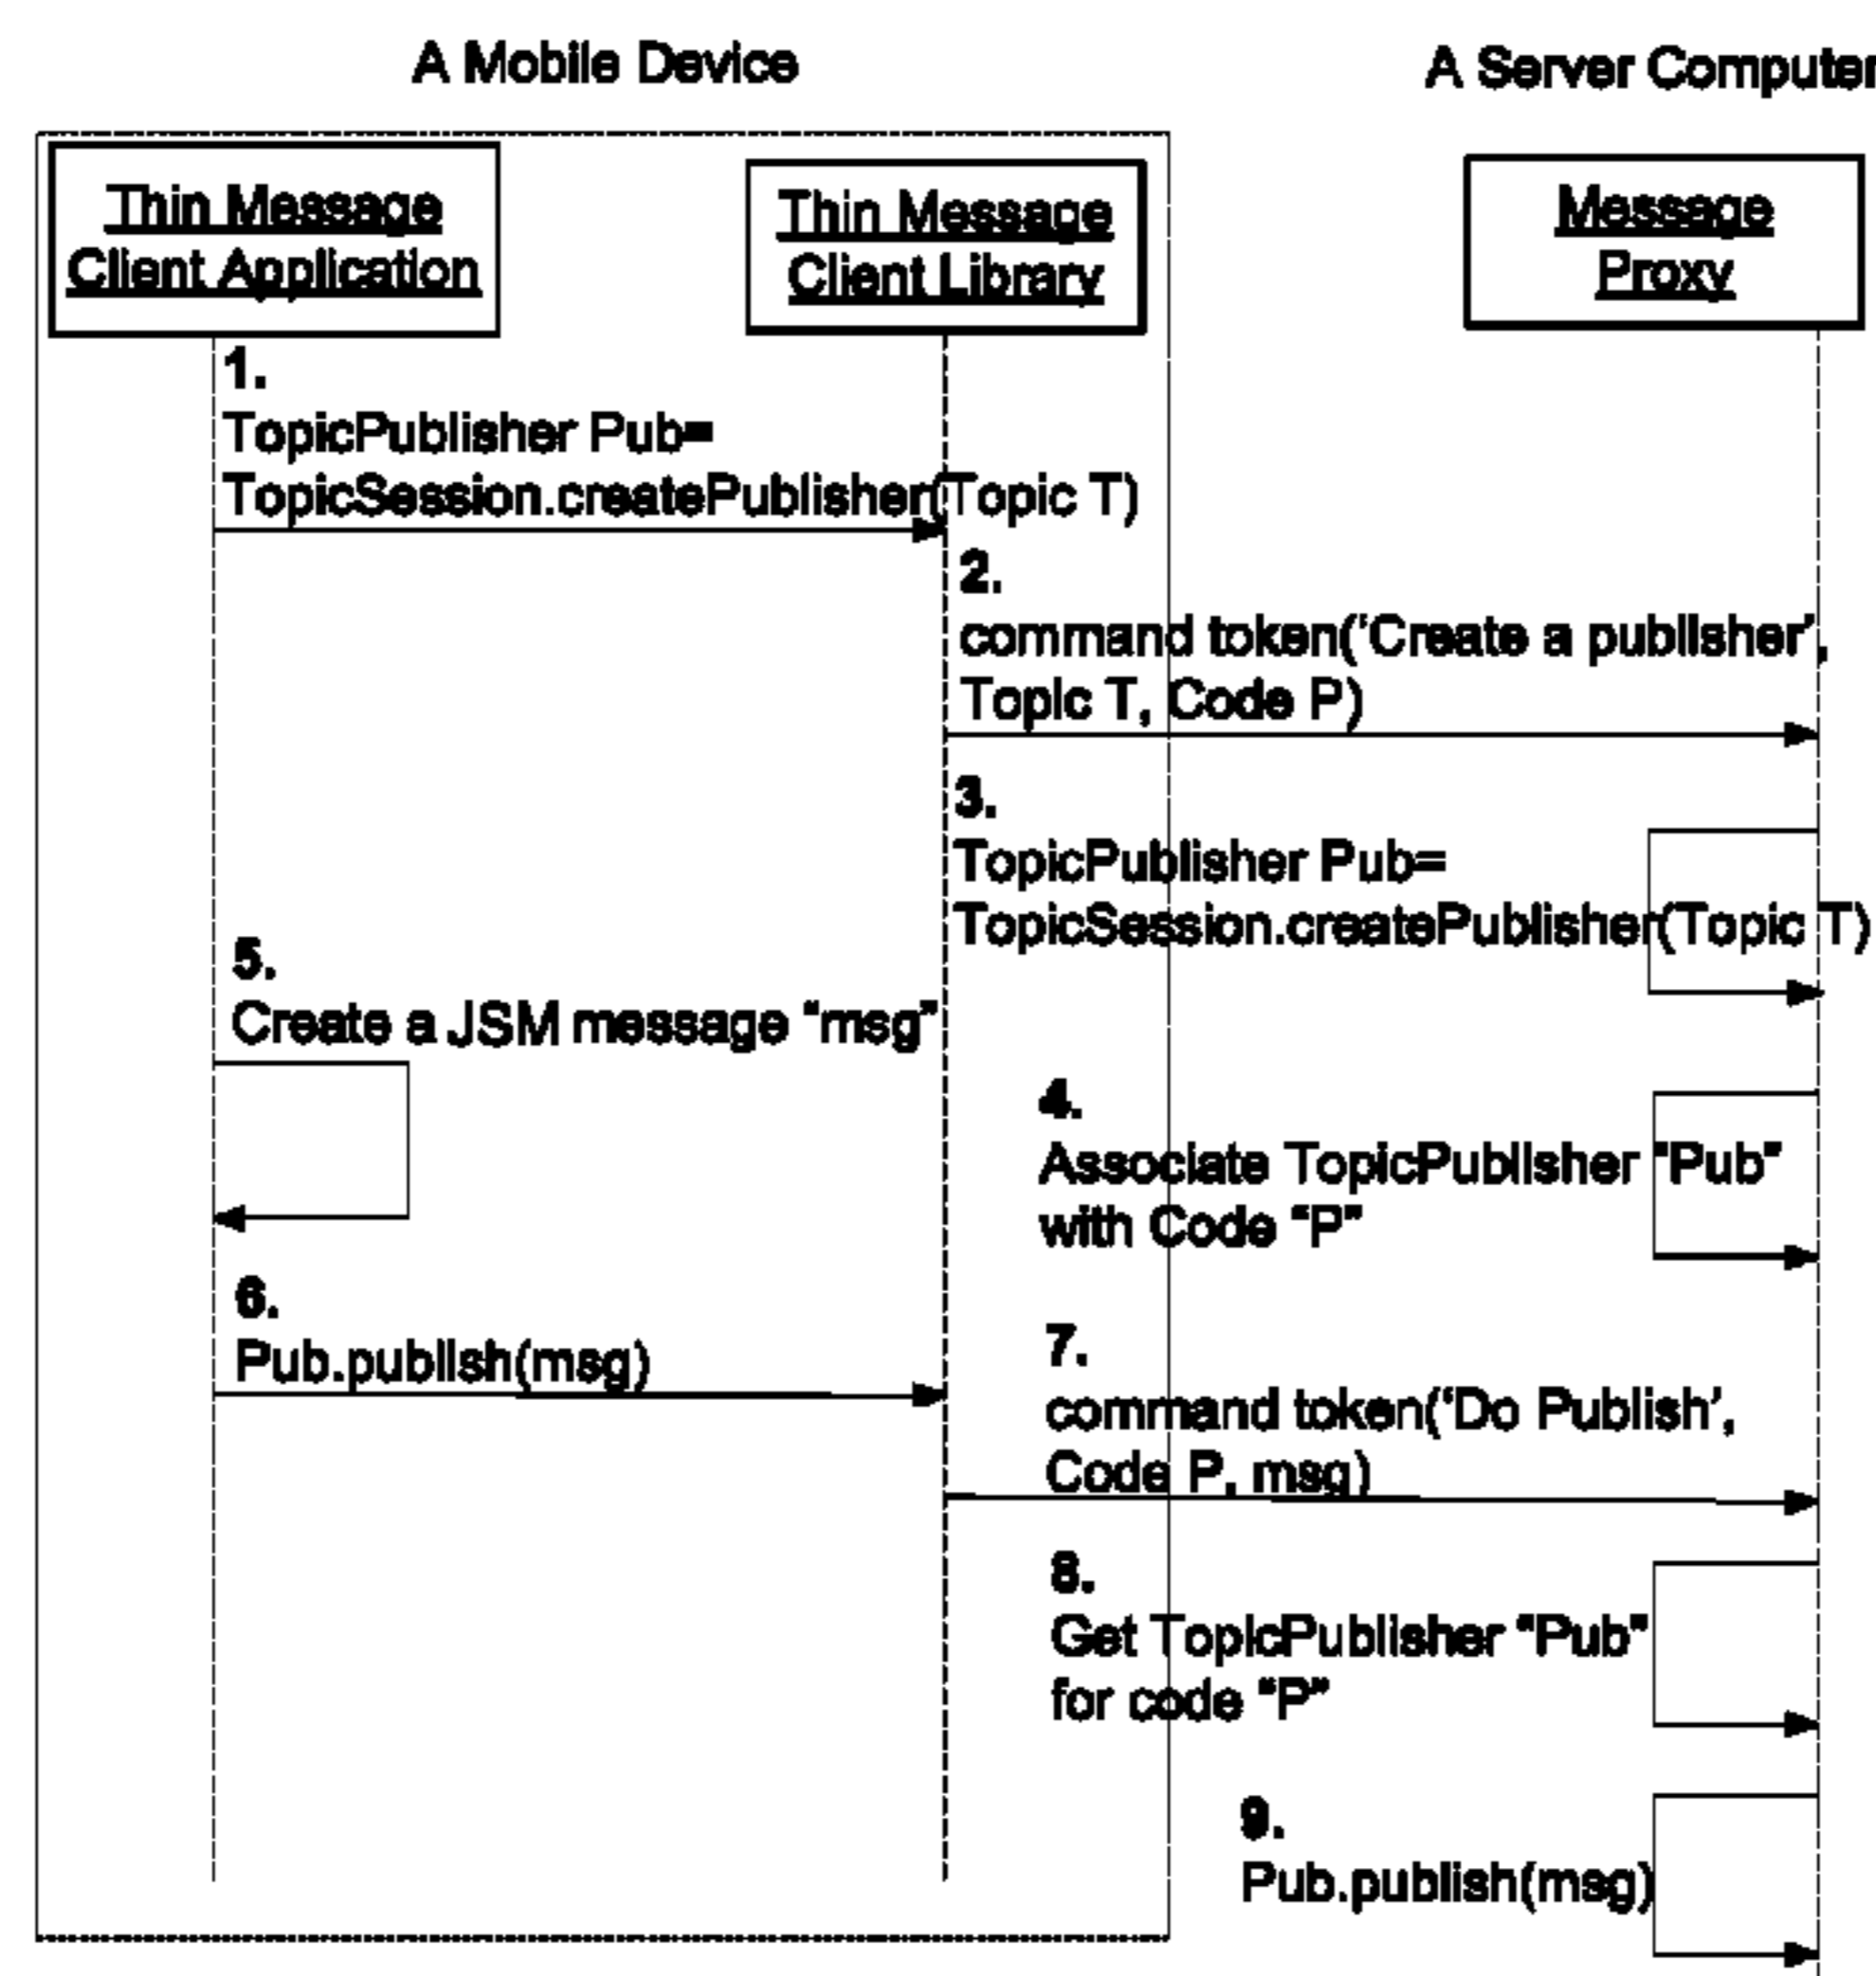 A Mobile Device
A Server Computer
Thin Message
Client Application
Thin Message
Client Library
Message
Proxy
1.
TopicPublisher Pub=
TopicSession.createPublisher(Topic T)
2.
command token('Create a publisher',
Topic T, Code P)
3.
TopicPublisher Pub=
TopicSession.createPublisher(Topic T)
5.
Create a JSM message "msg"
4.
Associate TopicPublisher "Pub"
with Code "P"
6.
Pub.publish(msg)
7.
command token('Do Publish',
Code P, msg)
8.
Get TopicPublisher "Pub"
for code "P"
9.
Pub.publish(msg)